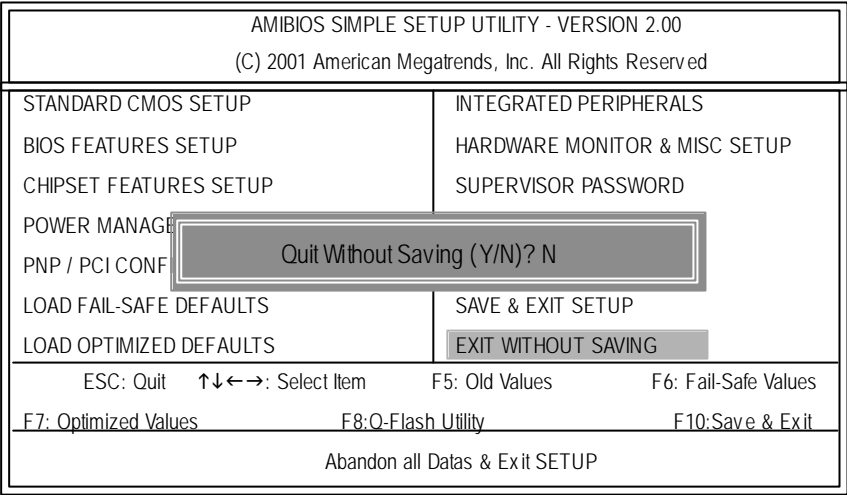 AMIBIOS SIMPLE SETUP UTILITY - VERSION 2.00
(C) 2001 American Megatrends, Inc. All Rights Reserved
STANDARD CMOS SETUP
INTEGRATED PERIPHERALS
BIOS FEATURES SETUP
HARDWARE MONITOR & MISC SETUP
CHIPSET FEATURES SETUP
SUPERVISOR PASSWORD
POWER MANAGE
PNP / PCI CONF
Quit Without Saving (Y/N)? N
LOAD FAIL-SAFE DEFAULTS
SAVE & EXIT SETUP
LOAD OPTIMIZED DEFAULTS
EXIT WITHOUT SAVING
ESC: Quit ↑↓←→: Select Item F5: Old Values F6: Fail-Safe Values
F7: Optimized Values F8:Q-Flash Utility F10:Save & Exit
Abandon all Datas & Exit SETUP